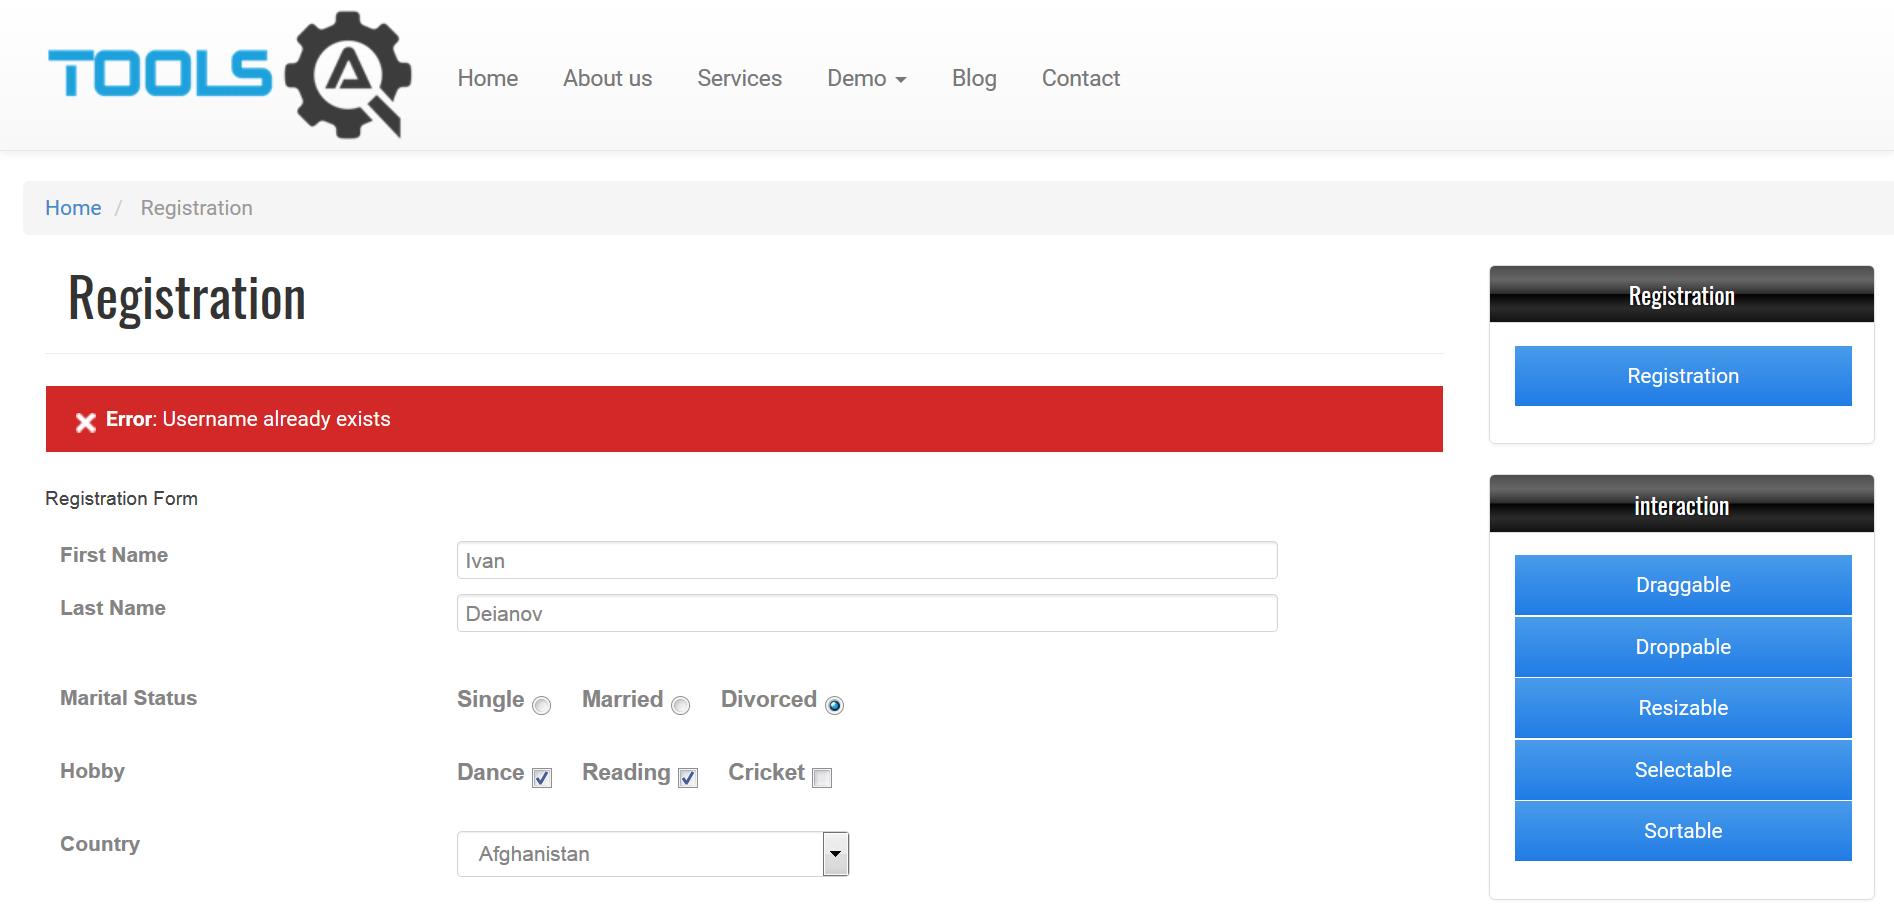 TOOLS QA
Home About us Services Demo Blog Contact
Home / Registration
Registration
Error: Username already exists
Registration Form
First Name Ivan
Last Name Deianov
Marital Status Single Married Divorced
Hobby Dance Reading Cricket
Country Afghanistan
Registration
Registration
interaction
Draggable
Droppable
Resizable
Selectable
Sortable